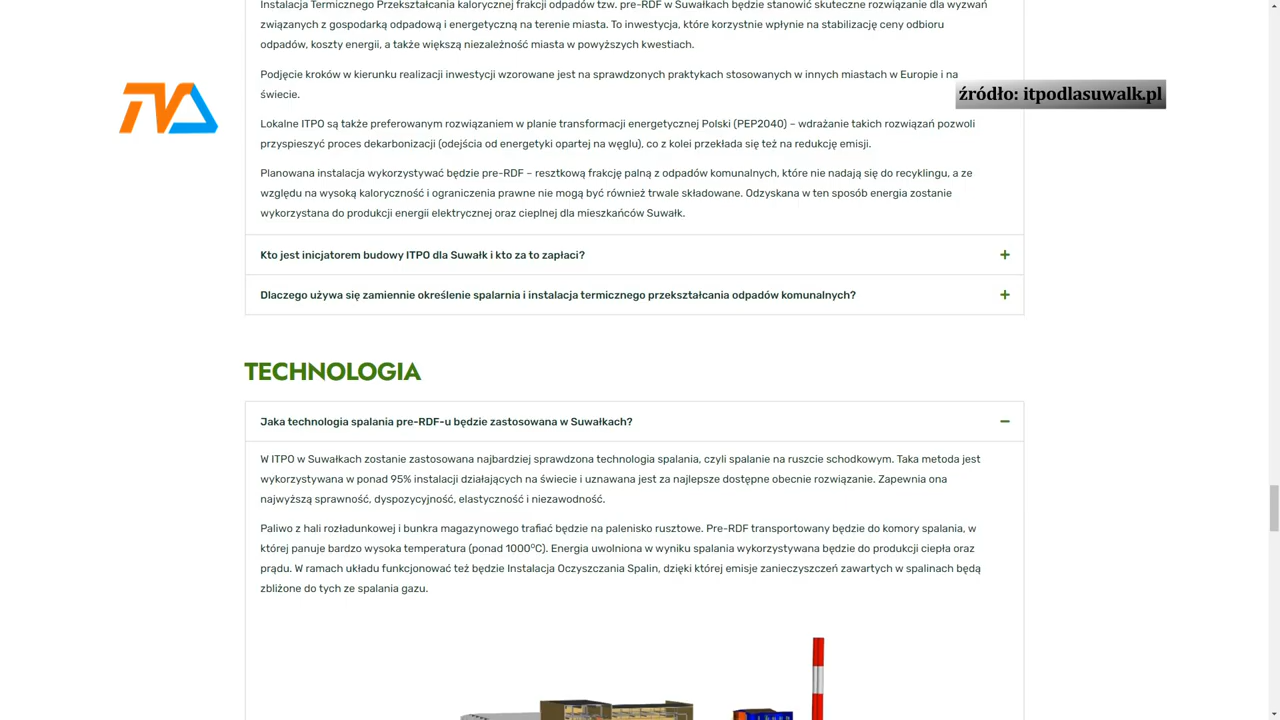 Instalacja Termicznego Przekształcania kalorycznej frakcji odpadów tzw. pre-RDF w Suwałkach będzie stanowić skuteczne rozwiązanie dla wyzwań
związanych z gospodarką odpadową i energetyczną na terenie miasta. To inwestycja, które korzystnie wpłynie na stabilizację ceny odbioru
odpadów, koszty energii, a także większą niezależność miasta w powyższych kwestiach.
Podjęcie kroków w kierunku realizacji inwestycji wzorowane jest na sprawdzonych praktykach stosowanych w innych miastach w Europie i na
świecie.
TVA
źródło: itpodlasuwalk.pl
Lokalne ITPO są także preferowanym rozwiązaniem w planie transformacji energetycznej Polski (PEP2040) – wdrażanie takich rozwiązań pozwoli
przyspieszyć proces dekarbonizacji (odejścia od energetyki opartej na węglu), co z kolei przekłada się też na redukcję emisji.
Planowana instalacja wykorzystywać będzie pre-RDF – resztkową frakcję palną z odpadów komunalnych, które nie nadają się do recyklingu, a ze
względu na wysoką kaloryczność i ograniczenia prawne nie mogą być również trwale składowane. Odzyskana w ten sposób energia zostanie
wykorzystana do produkcji energii elektrycznej oraz cieplnej dla mieszkańców Suwałk.
Kto jest inicjatorem budowy ITPO dla Suwałk i kto za to zapłaci?
Dlaczego używa się zamiennie określenie spalarnia i instalacja termicznego przekształcania odpadów komunalnych?
TECHNOLOGIA
Jaka technologia spalania pre-RDF-u będzie zastosowana w Suwałkach?
W ITPO w Suwałkach zostanie zastosowana najbardziej sprawdzona technologia spalania, czyli spalanie na ruszcie schodkowym. Taka metoda jest
wykorzystywana w ponad 95% instalacji działających na świecie i uznawana jest za najlepsze dostępne obecnie rozwiązanie. Zapewnia ona
najwyższą sprawność, dyspozycyjność, elastyczność i niezawodność.
Paliwo z hali rozładunkowej i bunkra magazynowego trafiać będzie na palenisko rusztowe. Pre-RDF transportowany będzie do komory spalania, w
której panuje bardzo wysoka temperatura (ponad 1000°C). Energia uwolniona w wyniku spalania wykorzystywana będzie do produkcji ciepła oraz
prądu. W ramach układu funkcjonować też będzie Instalacja Oczyszczania Spalin, dzięki której emisje zanieczyszczeń zawartych w spalinach będą
zbliżone do tych ze spalania gazu.